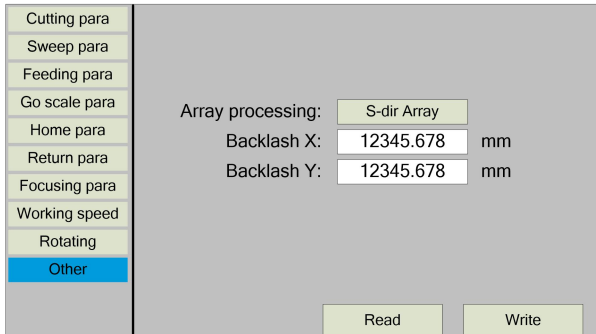 Cutting para
Sweep para
Feeding para
Go scale para
Home para
Return para
Focusing para
Working speed
Rotating
Other
Array processing: S-dir Array
Backlash X: 12345.678 mm
Backlash Y: 12345.678 mm
Read Write